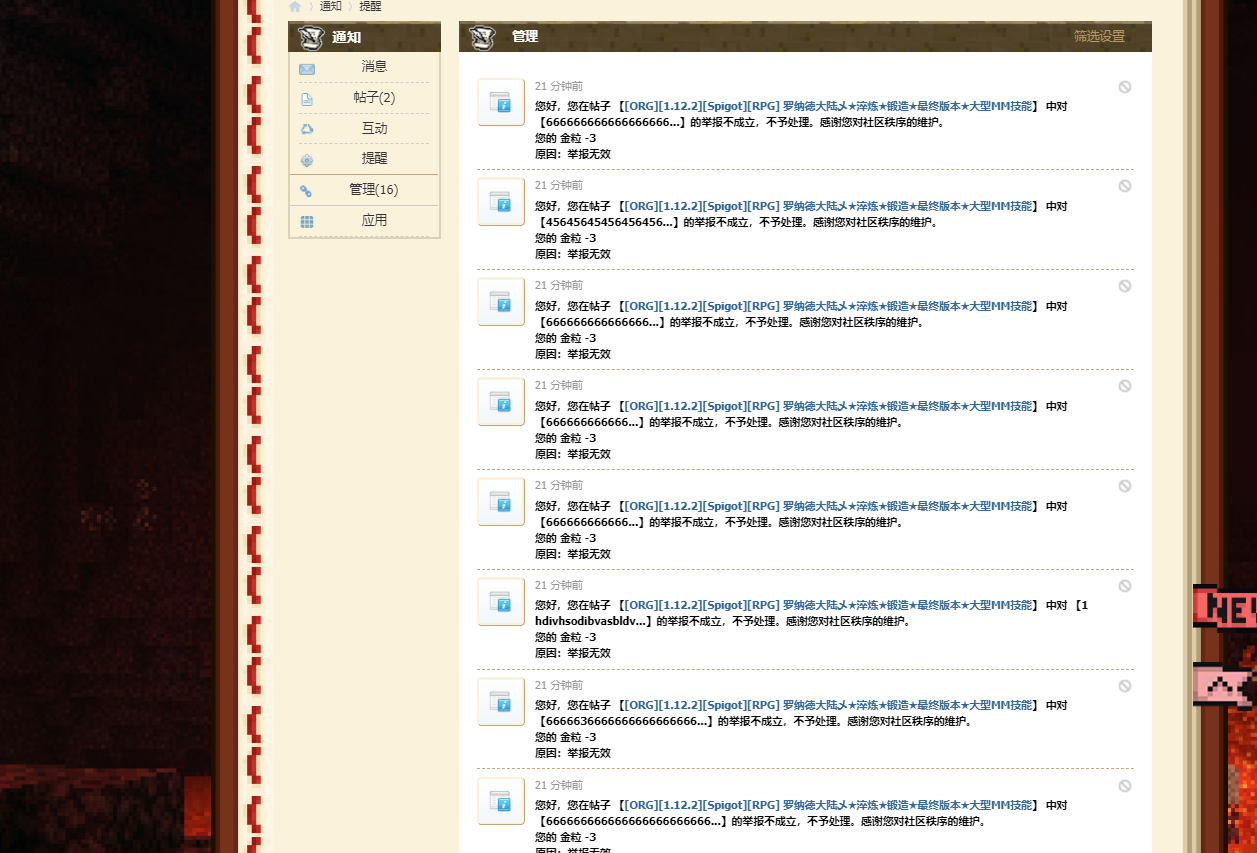 通知 提醒
通知
消息
帖子(2)
互动
提醒
管理(16)
应用
管理
筛选设置
21 分钟前
您好，您在帖子 【[ORG][1.12.2][Spigot][RPG] 罗纳德大陆乄★淬炼★锻造★最终版本★大型MM技能】 中对
【666666666666666666...】的举报不成立，不予处理。感谢您对社区秩序的维护。
您的 金粒 -3
原因：举报无效
21 分钟前
您好，您在帖子 【[ORG][1.12.2][Spigot][RPG] 罗纳德大陆乄★淬炼★锻造★最终版本★大型MM技能】 中对
【45645645456456456...】的举报不成立，不予处理。感谢您对社区秩序的维护。
您的 金粒 -3
原因：举报无效
21 分钟前
您好，您在帖子 【[ORG][1.12.2][Spigot][RPG] 罗纳德大陆乄★淬炼★锻造★最终版本★大型MM技能】 中对
【666666666666666...】的举报不成立，不予处理。感谢您对社区秩序的维护。
您的 金粒 -3
原因：举报无效
21 分钟前
您好，您在帖子 【[ORG][1.12.2][Spigot][RPG] 罗纳德大陆乄★淬炼★锻造★最终版本★大型MM技能】 中对
【666666666666...】的举报不成立，不予处理。感谢您对社区秩序的维护。
您的 金粒 -3
原因：举报无效
21 分钟前
您好，您在帖子 【[ORG][1.12.2][Spigot][RPG] 罗纳德大陆乄★淬炼★锻造★最终版本★大型MM技能】 中对
【666666666666...】的举报不成立，不予处理。感谢您对社区秩序的维护。
您的 金粒 -3
原因：举报无效
21 分钟前
您好，您在帖子 【[ORG][1.12.2][Spigot][RPG] 罗纳德大陆乄★淬炼★锻造★最终版本★大型MM技能】 中对 【1
hdivhsodibvasbldv...】的举报不成立，不予处理。感谢您对社区秩序的维护。
您的 金粒 -3
原因：举报无效
21 分钟前
您好，您在帖子 【[ORG][1.12.2][Spigot][RPG] 罗纳德大陆乄★淬炼★锻造★最终版本★大型MM技能】 中对
【6666636666666666666666...】的举报不成立，不予处理。感谢您对社区秩序的维护。
您的 金粒 -3
原因：举报无效
21 分钟前
您好，您在帖子 【[ORG][1.12.2][Spigot][RPG] 罗纳德大陆乄★淬炼★锻造★最终版本★大型MM技能】 中对
【666666666666666666666666...】的举报不成立，不予处理。感谢您对社区秩序的维护。
您的 金粒 -3
原因：举报无效
NEW